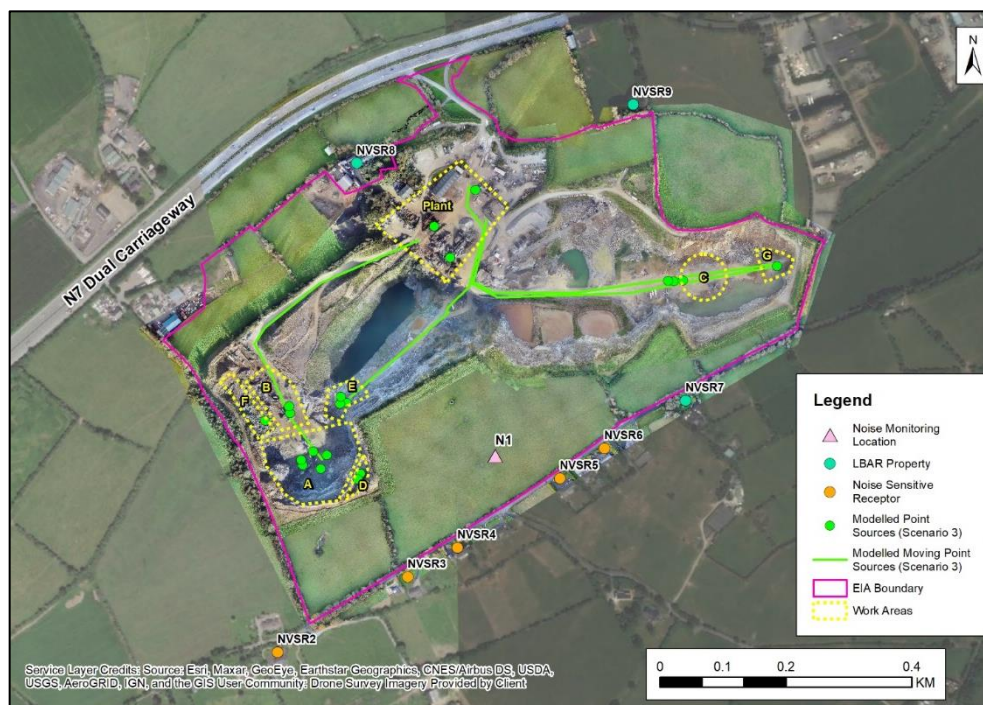 N
NVSR9
NVSR8
Plant
N7 Dual Carriageway
G
C
B
E
F
NVSR7
N1
NVSR6
A
D
NVSR5
NVSR4
NVSR3
NVSR2
Legend
Noise Monitoring
Location
LBAR Property
Noise Sensitive
Receptor
Modelled Point
Sources (Scenario 3)
Modelled Moving Point
Sources (Scenario 3)
EIA Boundary
Work Areas
Service Layer Credits: Source: Esri, Maxar, GeoEye, Earthstar Geographics, CNES/Airbus DS, USDA,
USGS, AeroGRID, IGN, and the GIS User Community: Drone Survey Imagery Provided by Client
0 0.1 0.2 0.4
KM